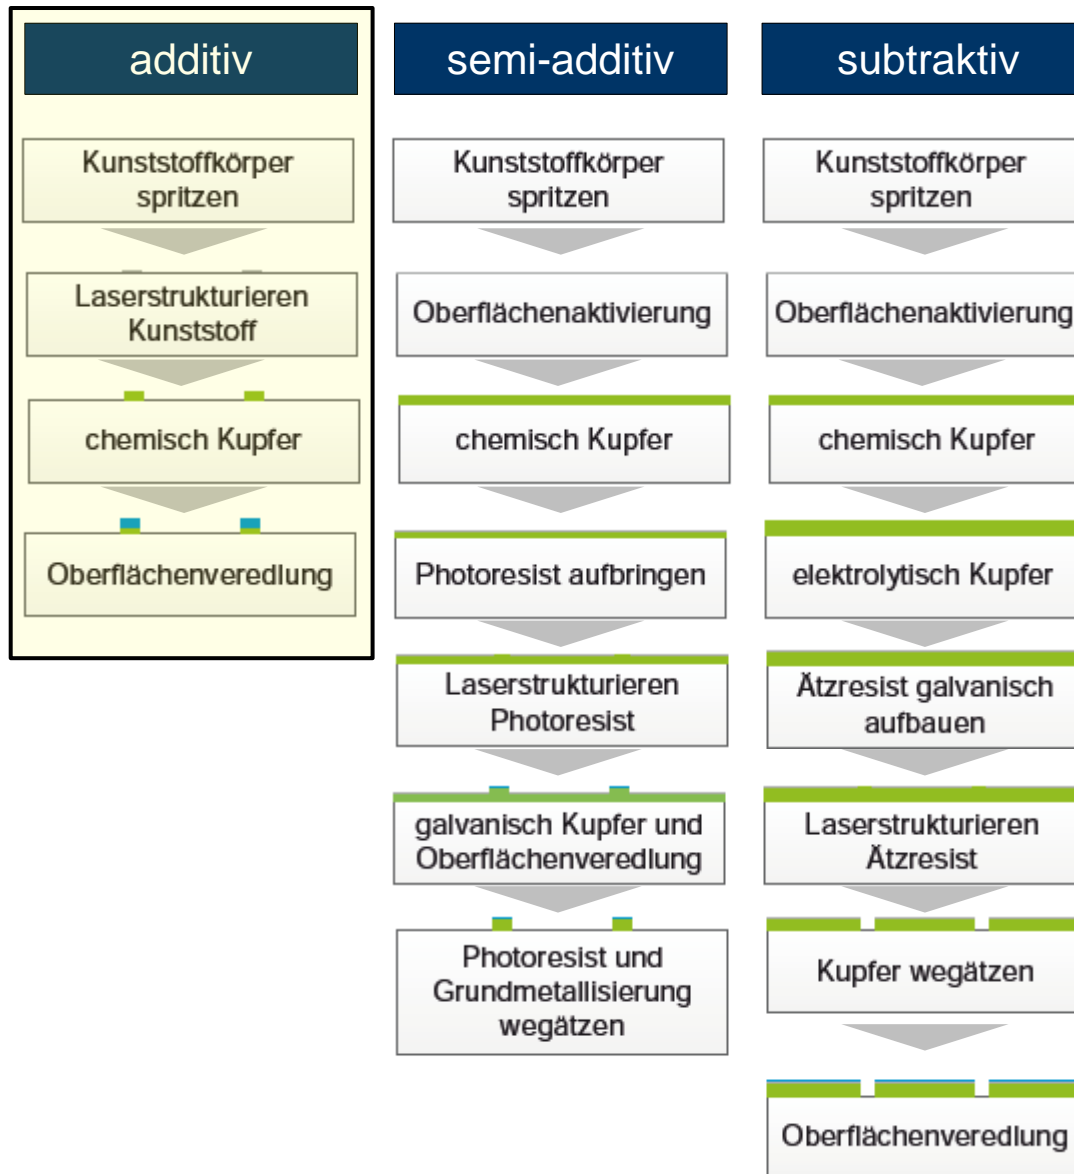 additiv
Kunststoffkörper
spritzen
Laserstrukturieren
Kunststoff
chemisch Kupfer
Oberflächenveredlung
semi-additiv
Kunststoffkörper
spritzen
Oberflächenaktivierung
chemisch Kupfer
Photoresist aufbringen
Laserstrukturieren
Photoresist
galvanisch Kupfer und
Oberflächenveredlung
Photoresist und
Grundmetallisierung
wegätzen
subtraktiv
Kunststoffkörper
spritzen
Oberflächenaktivierung
chemisch Kupfer
elektrolytisch Kupfer
Ätzresist galvanisch
aufbauen
Laserstrukturieren
Ätzresist
Kupfer wegätzen
Oberflächenveredlung